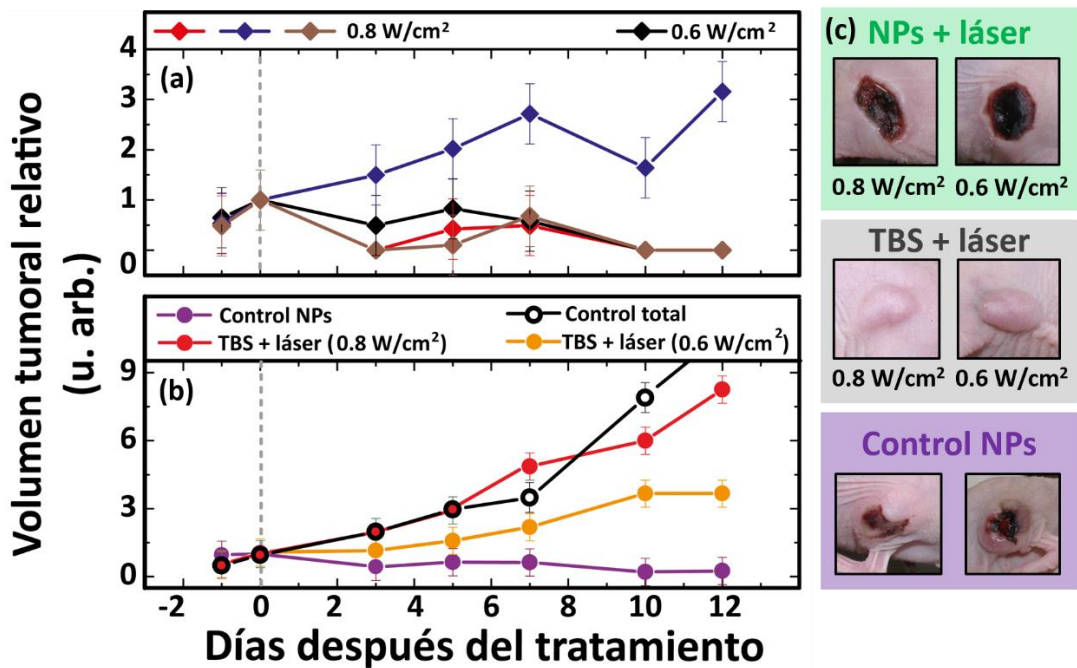 0.8 W/cm²
0.6 W/cm²
(a)
4
3
2
1
0
Volumen tumoral relativo
(u. arb.)
Control NPs
Control total
TBS + láser (0.8 W/cm²)
TBS + láser (0.6 W/cm²)
(b)
9
6
3
0
-2 0 2 4 6 8 10 12
Días después del tratamiento
(c)
NPs + láser
0.8 W/cm² 0.6 W/cm²
TBS + láser
0.8 W/cm² 0.6 W/cm²
Control NPs